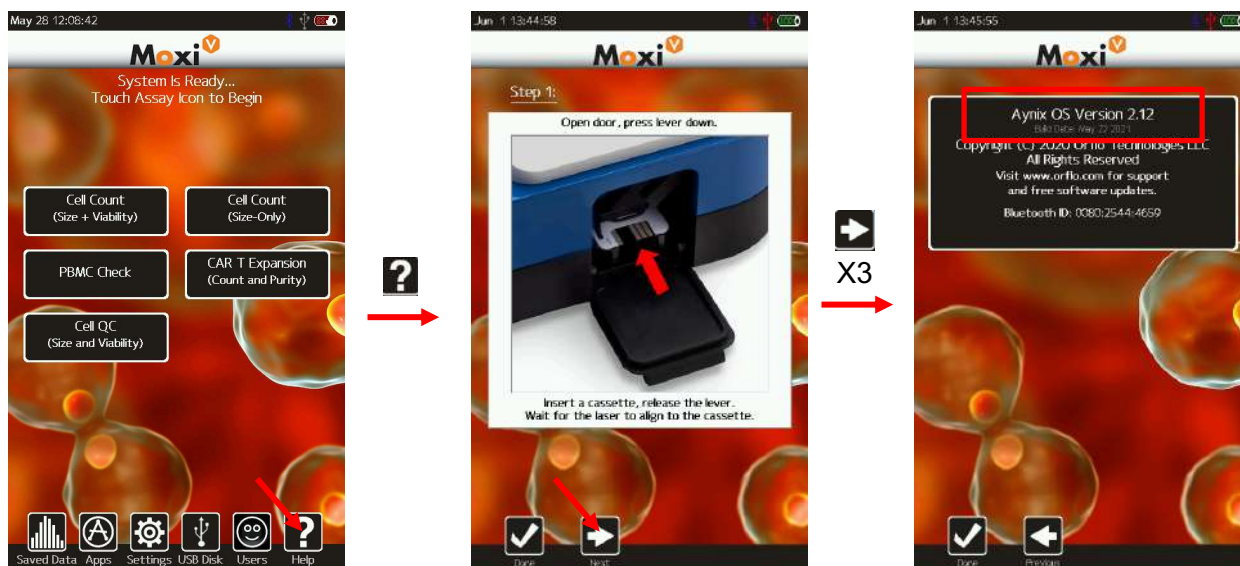 May 28 12:08:42
Moxi V
System Is Ready...
Touch Assay Icon to Begin
Cell Count
(Size + Viability)
Cell Count
(Size-Only)
PBMC Check
CAR T Expansion
(Count and Purity)
Cell QC
(Size and Viability)
Saved Data
Apps
Settings
USB Disk
Users
?
Help
?
Jun 1 13:44:58
Moxi V
Step 1:
Open door, press lever down.
Insert a cassette, release the lever.
Wait for the laser to align to the cassette.
Done
Next
X3
Jun 1 13:45:55
Moxi V
Aynix OS Version 2.12
Build Date: May 22 2021
Copyright (C) 2020 Orflo Technologies LLC
All Rights Reserved
Visit www.orflo.com for support
and free software updates.
Bluetooth ID: 0080:2544:4659
Done
Previous